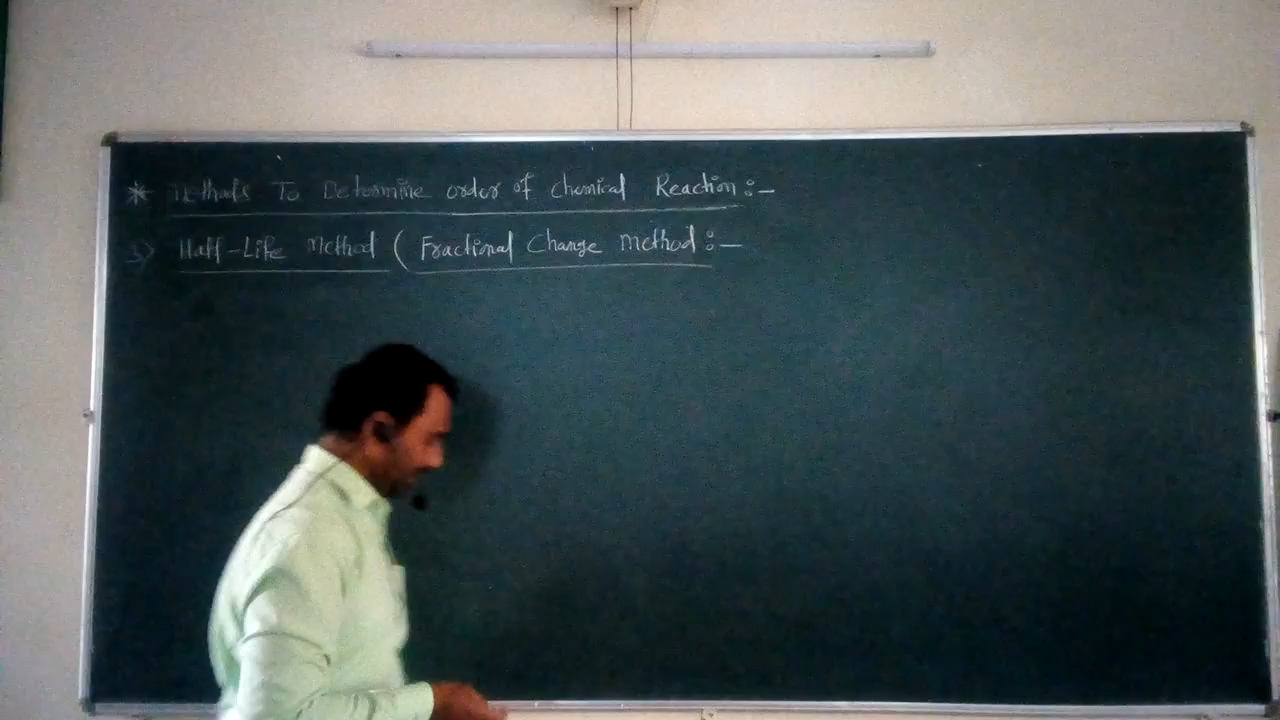 * Methods To Determine order of Chemical Reaction :-
3) Half-Life Method ( Fractional Change Method :-